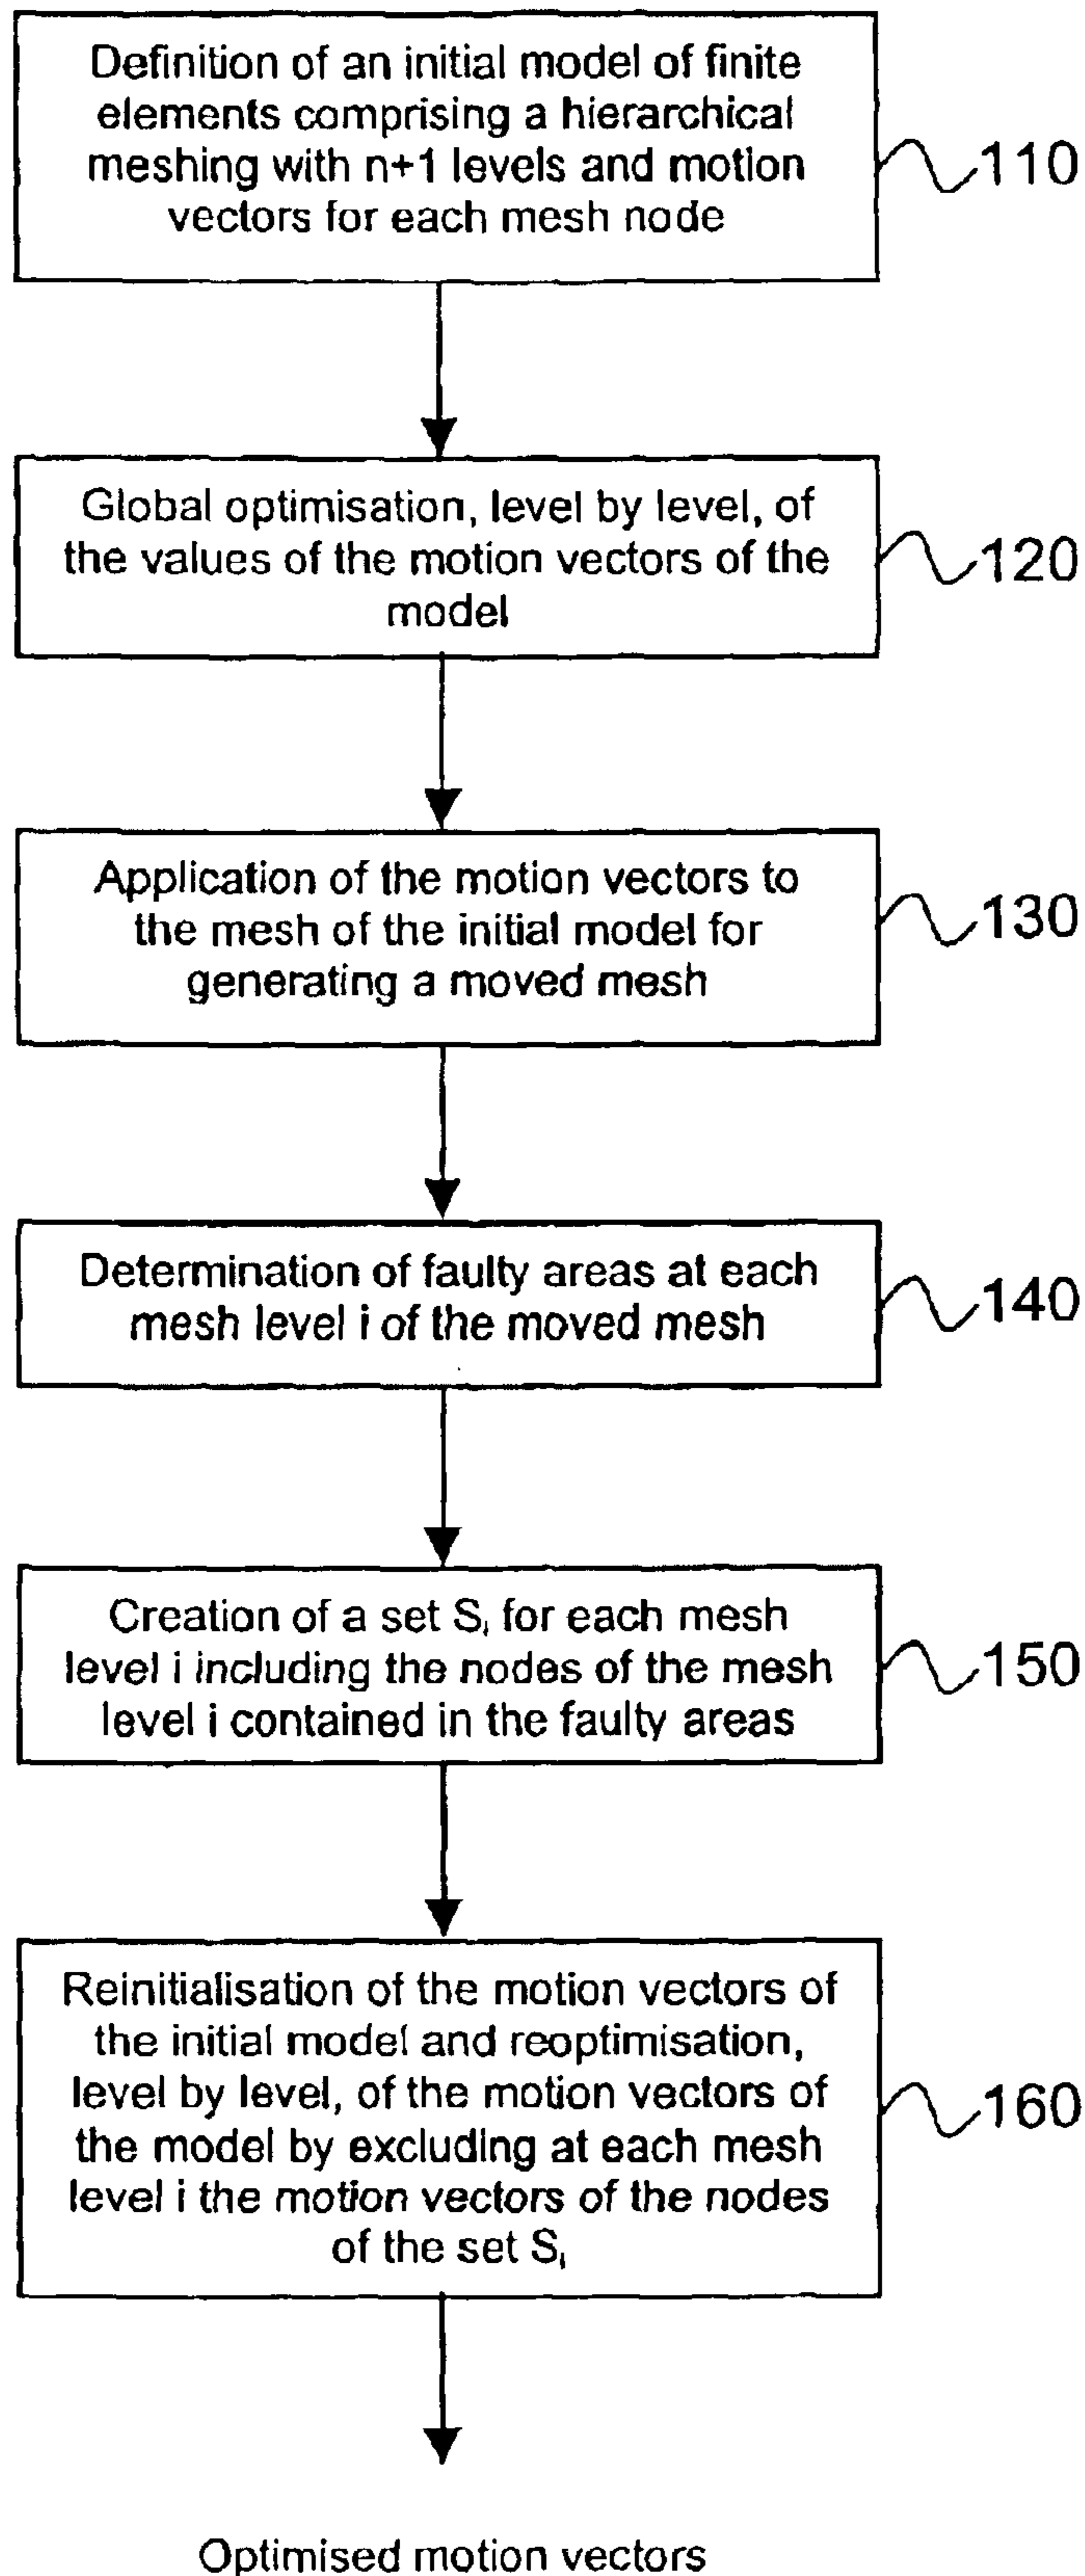 Definition of an initial model of finite
elements comprising a hierarchical
meshing with n+1 levels and motion
vectors for each mesh node
110
Global optimisation, level by level, of
the values of the motion vectors of the
model
120
Application of the motion vectors to
the mesh of the initial model for
generating a moved mesh
130
Determination of faulty areas at each
mesh level i of the moved mesh
140
Creation of a set Sᵢ for each mesh
level i including the nodes of the mesh
level i contained in the faulty areas
150
Reinitialisation of the motion vectors of
the initial model and reoptimisation,
level by level, of the motion vectors of
the model by excluding at each mesh
level i the motion vectors of the nodes
of the set Sᵢ
160
Optimised motion vectors